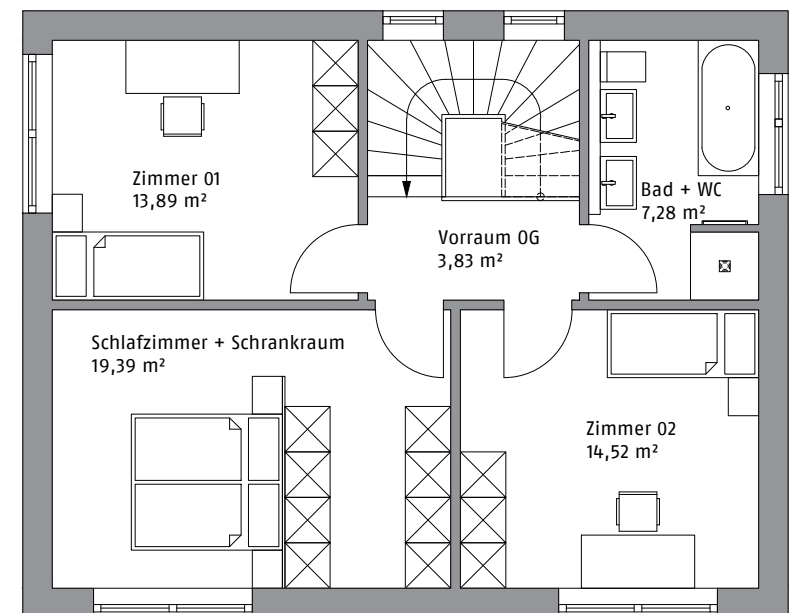 Zimmer 01
13,89 m²
Bad + WC
7,28 m²
Vorraum OG
3,83 m²
Schlafzimmer + Schrankraum
19,39 m²
Zimmer 02
14,52 m²